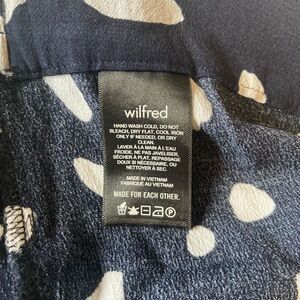 wilfred
HAND WASH COLD, DO NOT
BLEACH, DRY FLAT, COOL IRON
ONLY IF NEEDED, OR DRY
CLEAN.
LAVER À LA MAIN À L'EAU
FROIDE, NE PAS JAVELISER,
SÉCHER À PLAT, REPASSAGE
DOUX SI NÉCESSAIRE, OU
NETTOYER À SEC.
MADE IN VIETNAM
FABRIQUÉ AU VIETNAM
MADE FOR EACH OTHER.